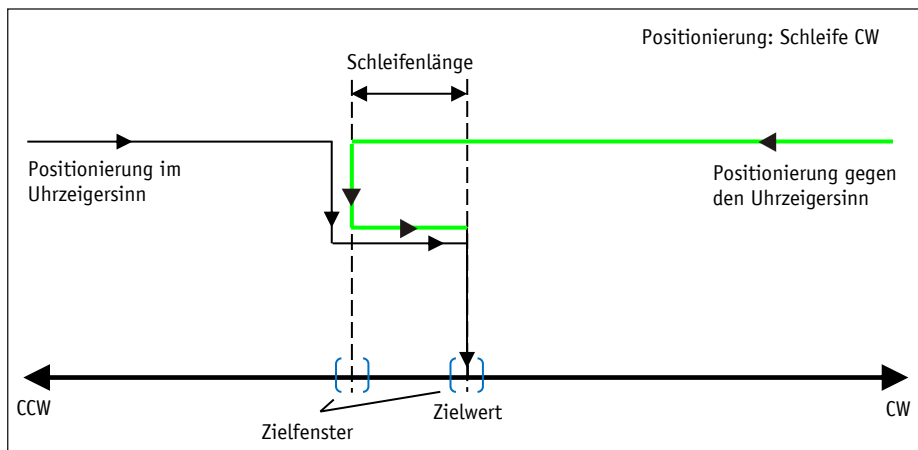 Positionierung: Schleife CW
Schleifenlänge
Positionierung im
Uhrzeigersinn
Positionierung gegen
den Uhrzeigersinn
CCW
Zielfenster
Zielwert
CW